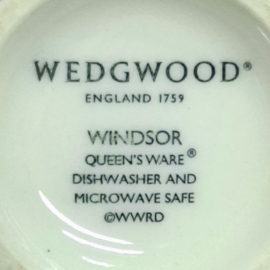 WEDGWOOD®
ENGLAND 1759
WINDSOR
QUEEN'S WARE®
DISHWASHER AND
MICROWAVE SAFE
©WWRD